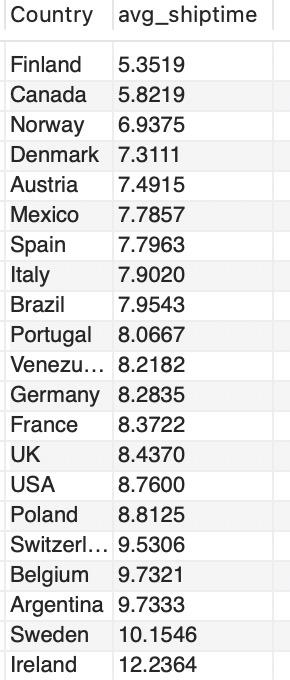 Country avg_shiptime
Finland 5.3519
Canada 5.8219
Norway 6.9375
Denmark 7.3111
Austria 7.4915
Mexico 7.7857
Spain 7.7963
Italy 7.9020
Brazil 7.9543
Portugal 8.0667
Venezu... 8.2182
Germany 8.2835
France 8.3722
UK 8.4370
USA 8.7600
Poland 8.8125
Switzerl... 9.5306
Belgium 9.7321
Argentina 9.7333
Sweden 10.1546
Ireland 12.2364